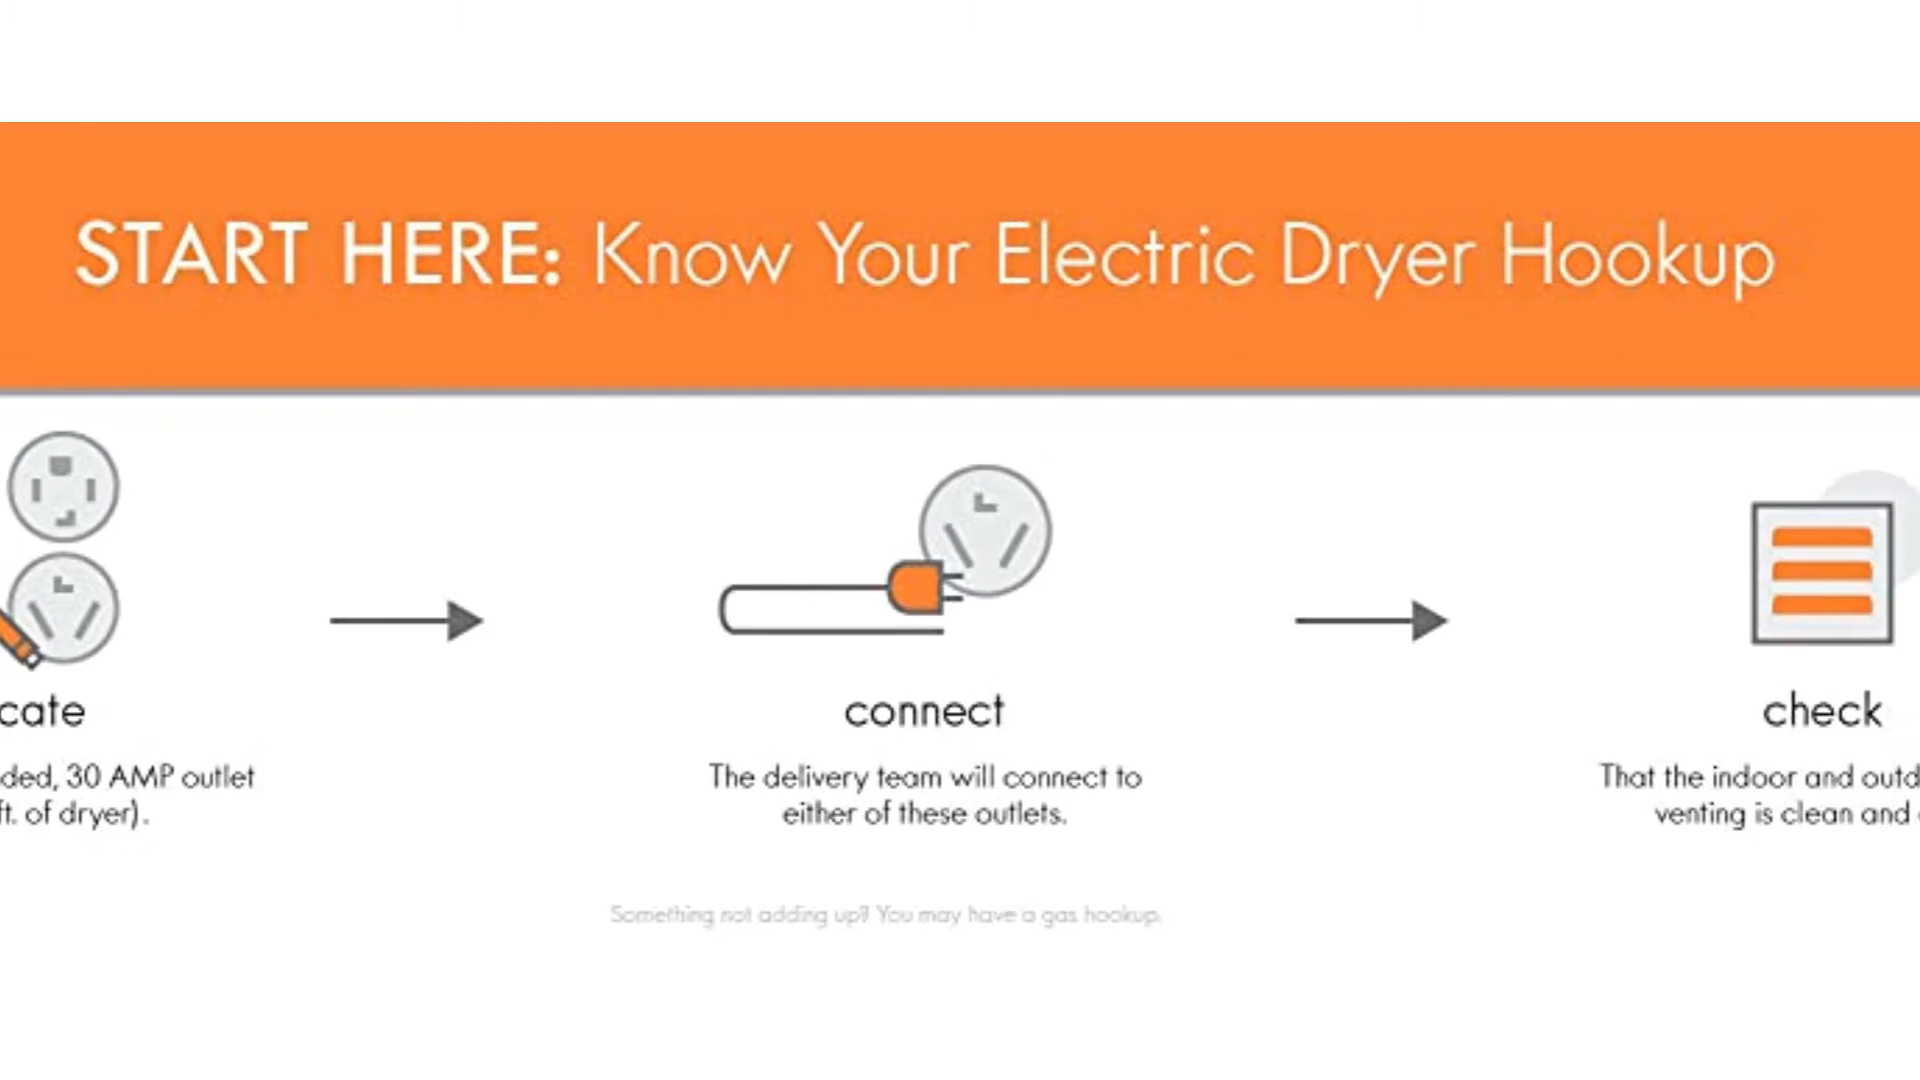 START HERE: Know Your Electric Dryer Hookup
cate
ded, 30 AMP outlet
ft. of dryer).
connect
The delivery team will connect to
either of these outlets.
check
That the indoor and outd
venting is clean and
Something not adding up? You may have a gas hookup.